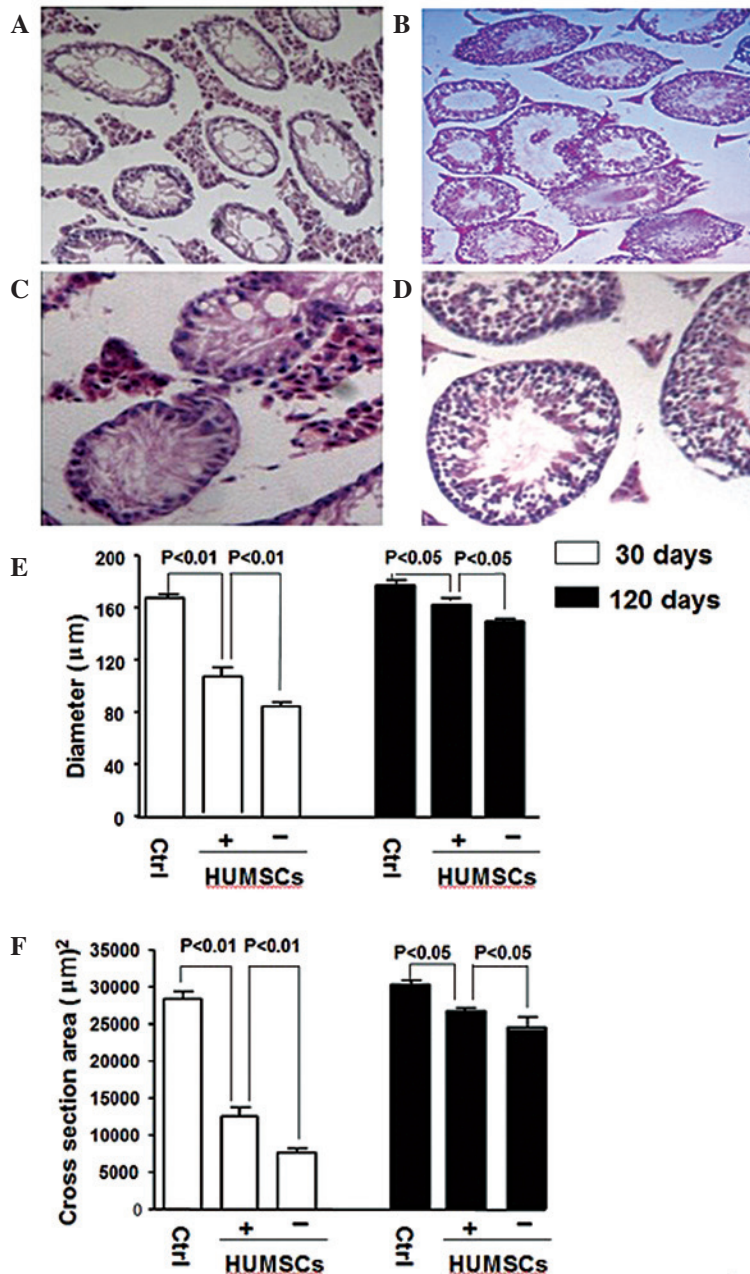 A
B
C
D
E
P<0.01 P<0.01
P<0.05 P<0.05
30 days
120 days
Diameter (μm)
200
160
120
80
40
0
Ctrl
+
−
HUMSCs
Ctrl
+
−
HUMSCs
F
P<0.01 P<0.01
P<0.05 P<0.05
Cross section area (μm)²
35000
30000
25000
20000
15000
10000
5000
0
Ctrl
+
−
HUMSCs
Ctrl
+
−
HUMSCs